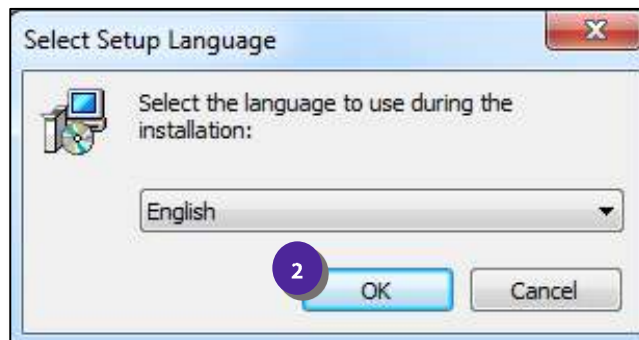 Select Setup Language
Select the language to use during the
installation:
English
2
OK
Cancel